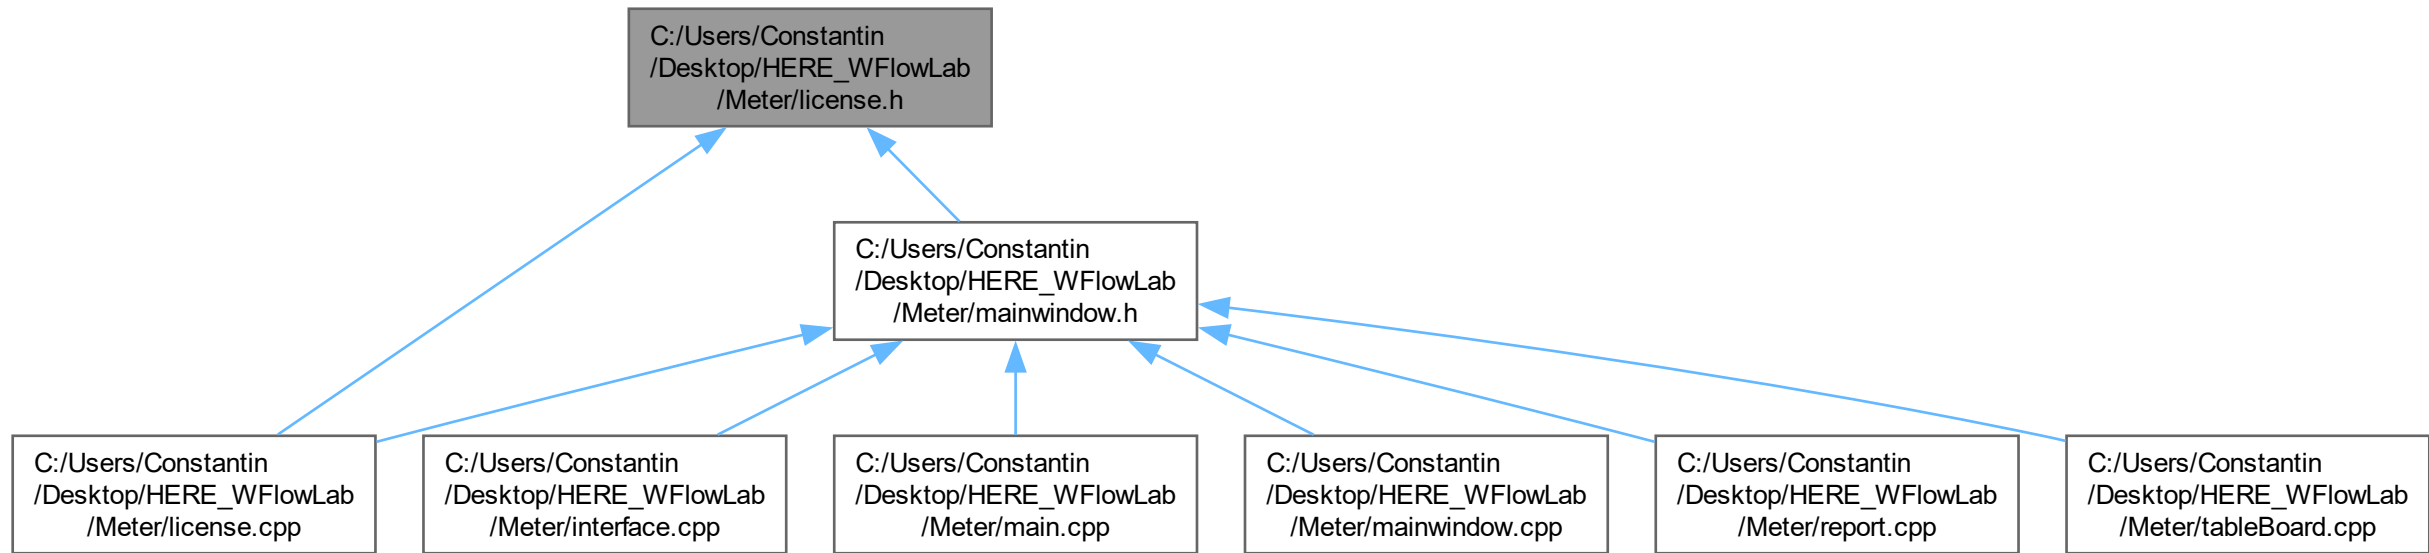 C:/Users/Constantin
/Desktop/HERE_WFlowLab
/Meter/license.h
C:/Users/Constantin
/Desktop/HERE_WFlowLab
/Meter/mainwindow.h
C:/Users/Constantin
/Desktop/HERE_WFlowLab
/Meter/license.cpp
C:/Users/Constantin
/Desktop/HERE_WFlowLab
/Meter/interface.cpp
C:/Users/Constantin
/Desktop/HERE_WFlowLab
/Meter/main.cpp
C:/Users/Constantin
/Desktop/HERE_WFlowLab
/Meter/mainwindow.cpp
C:/Users/Constantin
/Desktop/HERE_WFlowLab
/Meter/report.cpp
C:/Users/Constantin
/Desktop/HERE_WFlowLab
/Meter/tableBoard.cpp